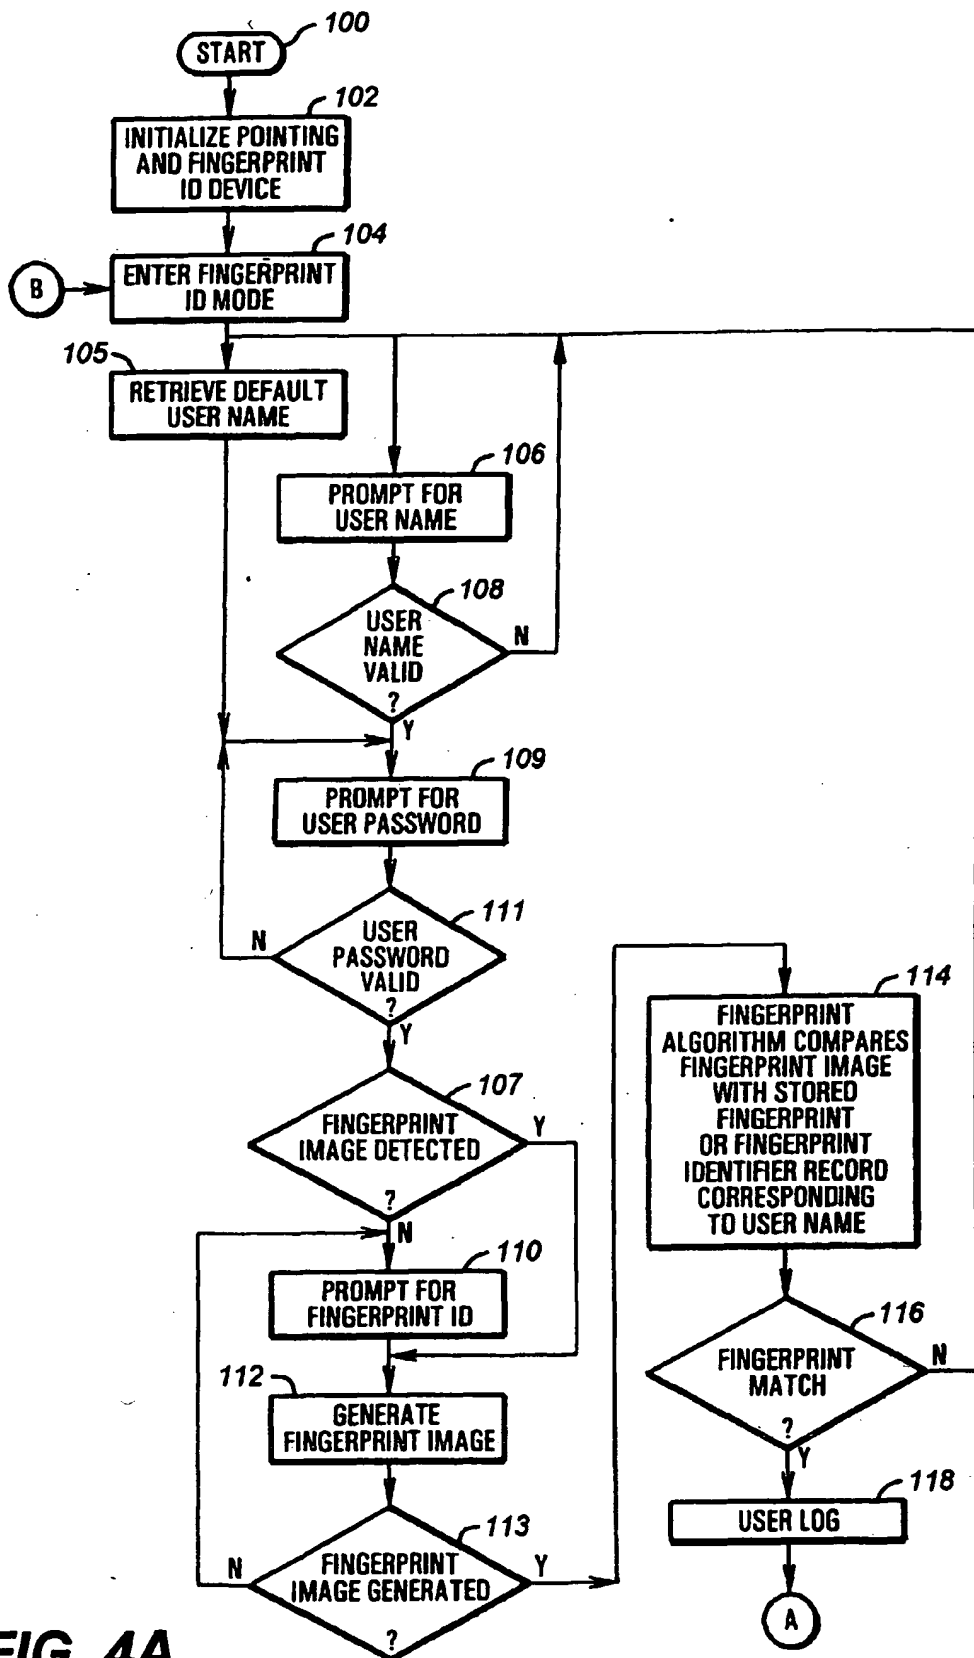 100
START
102
INITIALIZE POINTING
AND FINGERPRINT
ID DEVICE
104
B
ENTER FINGERPRINT
ID MODE
105
RETRIEVE DEFAULT
USER NAME
106
PROMPT FOR
USER NAME
108
USER
NAME
VALID
?
N
Y
109
PROMPT FOR
USER PASSWORD
111
USER
PASSWORD
VALID
?
N
Y
107
FINGERPRINT
IMAGE DETECTED
?
Y
N
110
PROMPT FOR
FINGERPRINT ID
112
GENERATE
FINGERPRINT IMAGE
113
FINGERPRINT
IMAGE GENERATED
?
N
Y
114
FINGERPRINT
ALGORITHM COMPARES
FINGERPRINT IMAGE
WITH STORED
FINGERPRINT
OR FINGERPRINT
IDENTIFIER RECORD
CORRESPONDING
TO USER NAME
116
FINGERPRINT
MATCH
?
N
Y
118
USER LOG
A
FIG. 4A